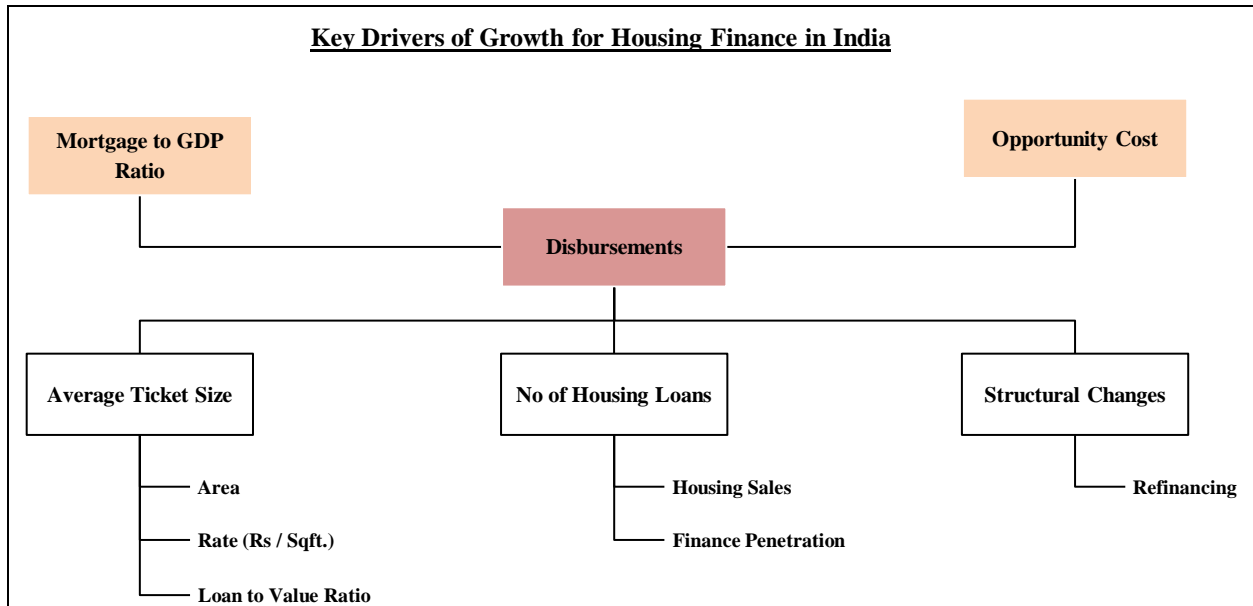 Key Drivers of Growth for Housing Finance in India
Mortgage to GDP
Ratio
Opportunity Cost
Disbursements
Average Ticket Size
No of Housing Loans
Structural Changes
Area
Rate (Rs / Sqft.)
Loan to Value Ratio
Housing Sales
Finance Penetration
Refinancing